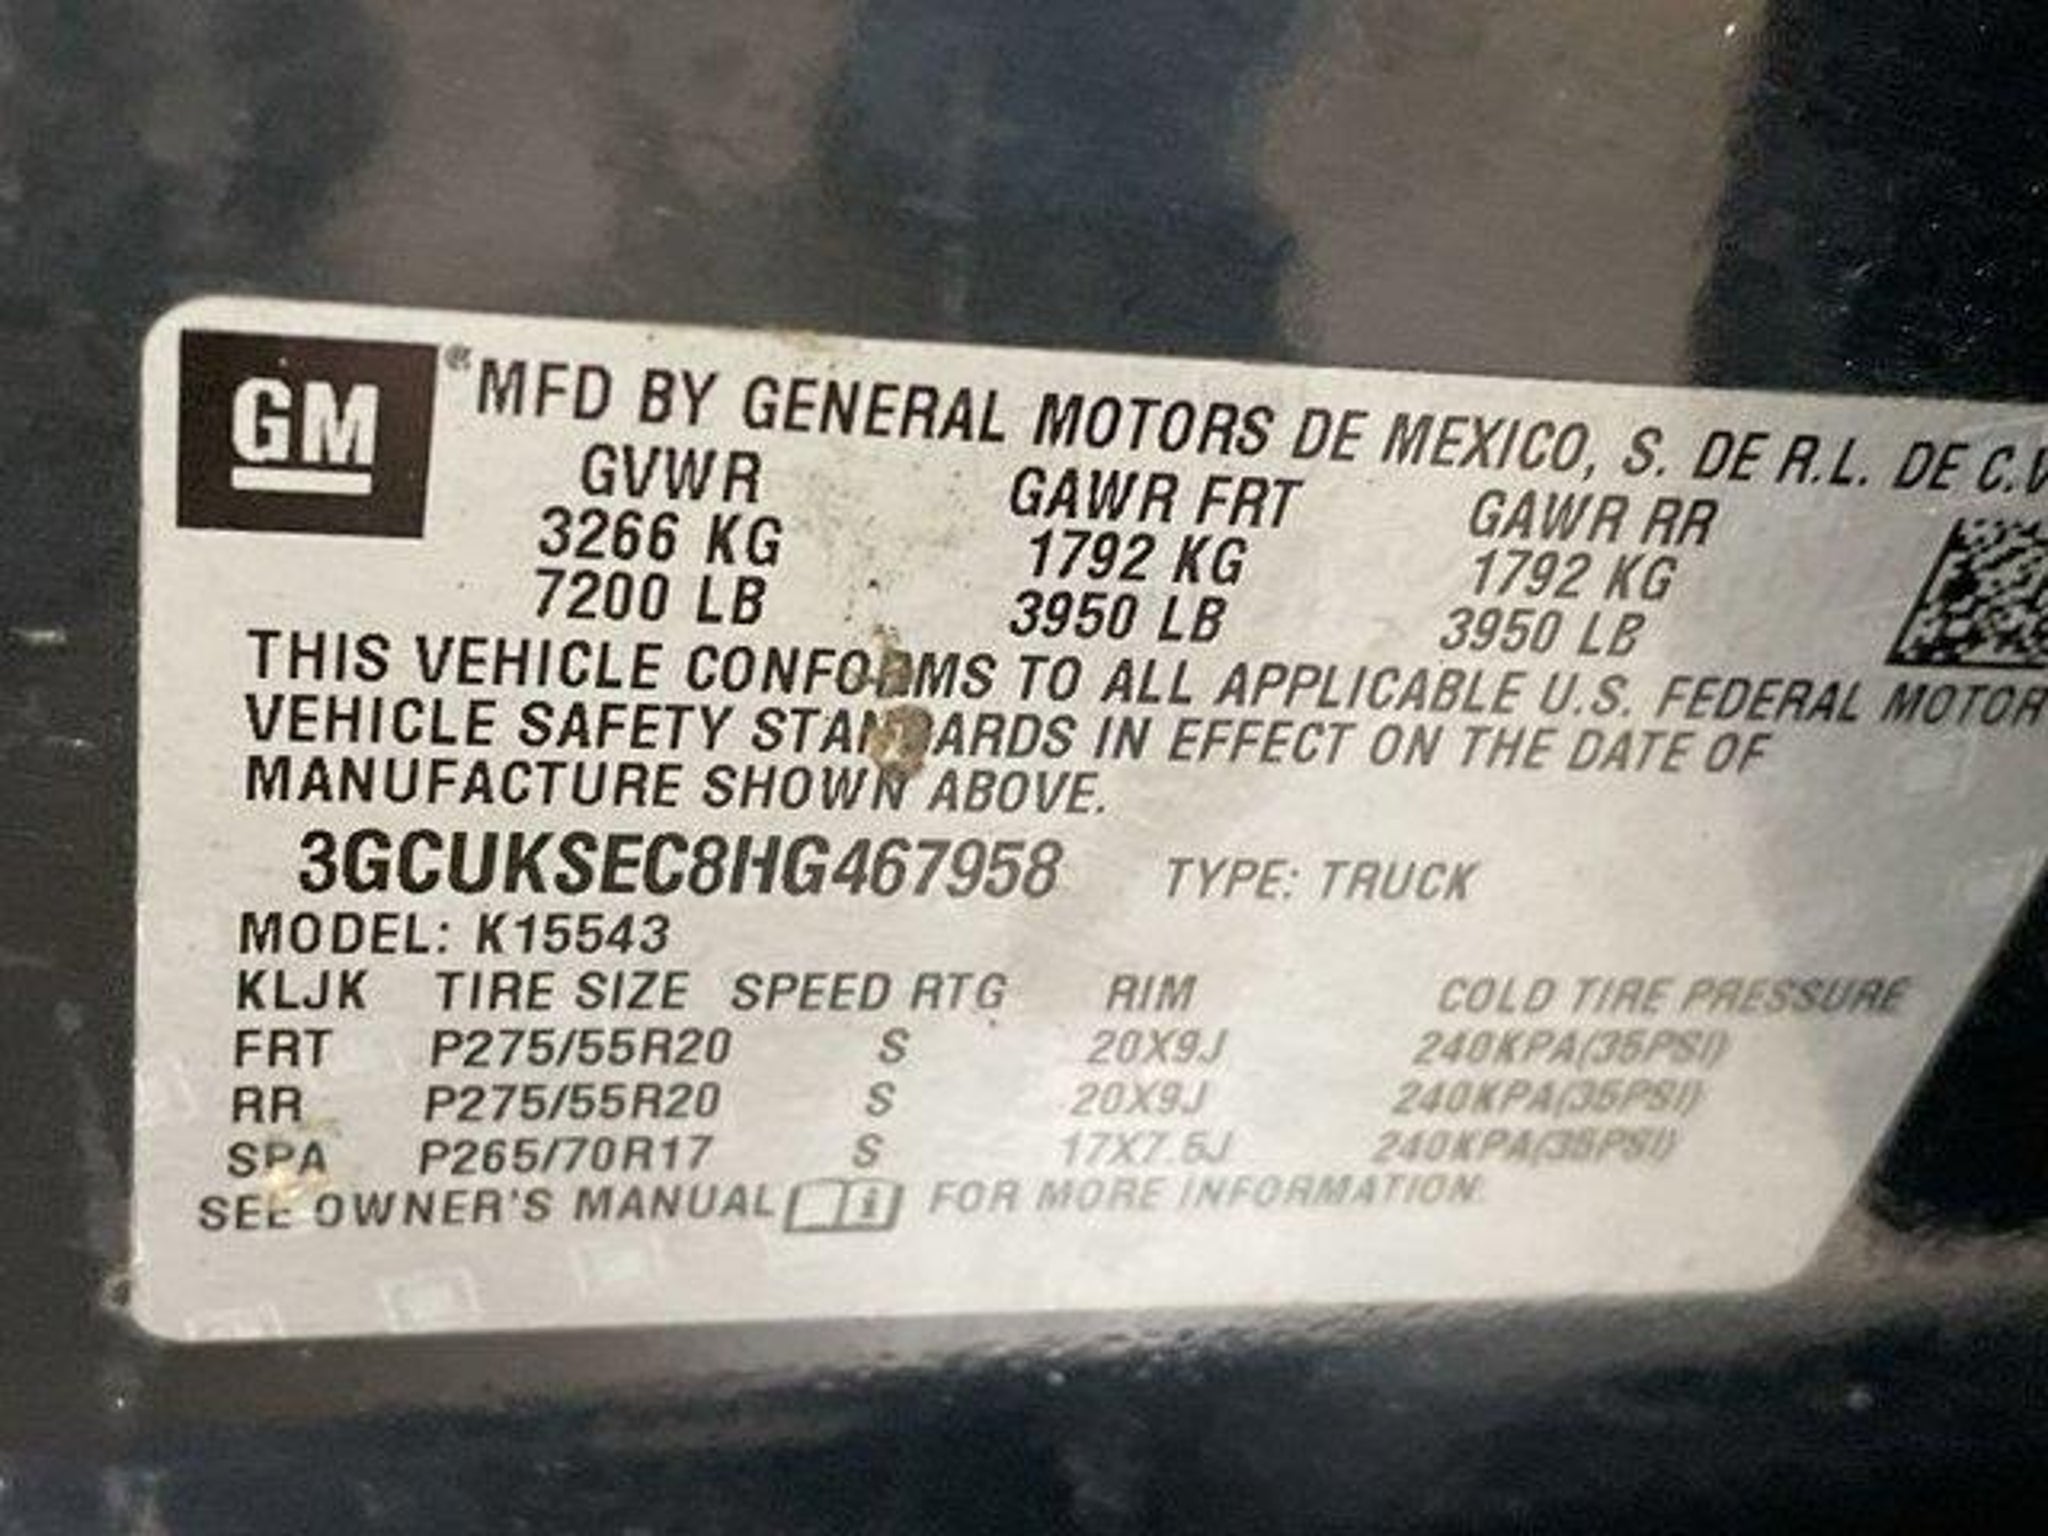 GM ® MFD BY GENERAL MOTORS DE MEXICO, S. DE R.L. DE C.V
GVWR GAWR FRT GAWR RR
3266 KG 1792 KG 1792 KG
7200 LB 3950 LB 3950 LB
THIS VEHICLE CONFORMS TO ALL APPLICABLE U.S. FEDERAL MOTOR
VEHICLE SAFETY STANDARDS IN EFFECT ON THE DATE OF
MANUFACTURE SHOWN ABOVE.
3GCUKSEC8HG467958 TYPE: TRUCK
MODEL: K15543
KLJK TIRE SIZE SPEED RTG RIM COLD TIRE PRESSURE
FRT P275/55R20 S 20X9J 240KPA(35PSI)
RR P275/55R20 S 20X9J 240KPA(35PSI)
SPA P265/70R17 S 17X7.5J 240KPA(35PSI)
SEE OWNER'S MANUAL FOR MORE INFORMATION.